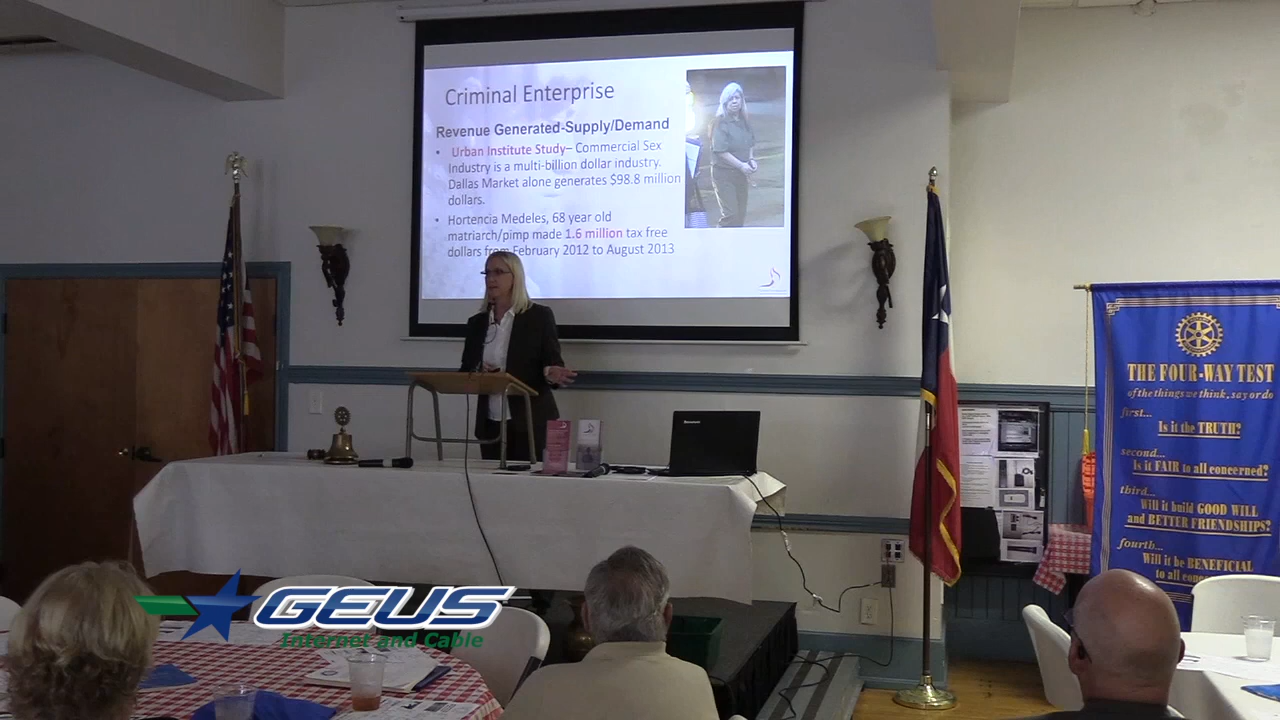 Criminal Enterprise
Revenue Generated-Supply/Demand
• Urban Institute Study– Commercial Sex
Industry is a multi-billion dollar industry.
Dallas Market alone generates $98.8 million
dollars.
• Hortencia Medeles, 68 year old
matriarch/pimp made 1.6 million tax free
dollars from February 2012 to August 2013
THE FOUR-WAY TEST
of the things we think, say or do
first...
Is it the TRUTH?
second...
Is it FAIR to all concerned?
third...
Will it build GOOD WILL
and BETTER FRIENDSHIPS?
fourth...
Will it be BENEFICIAL
to all
GEUS
Internet and Cable